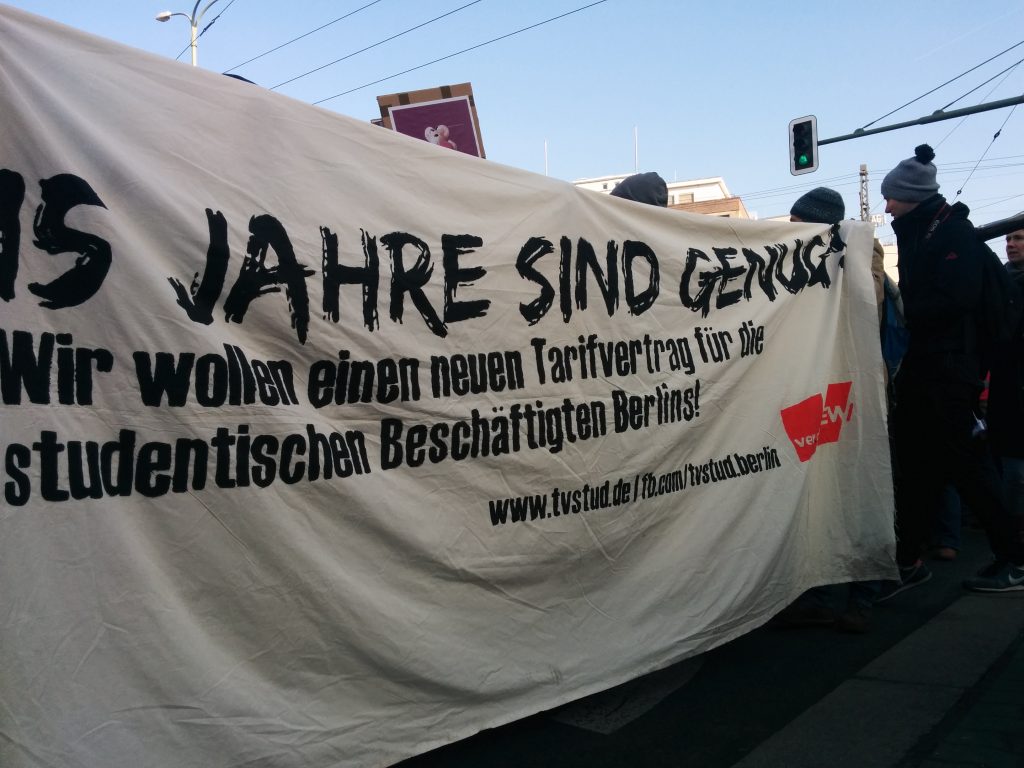 15 JAHRE SIND GENUG!
Wir wollen einen neuen Tarifvertrag für die
studentischen Beschäftigten Berlins!
www.tvstud.de / fb.com/tvstud.berlin